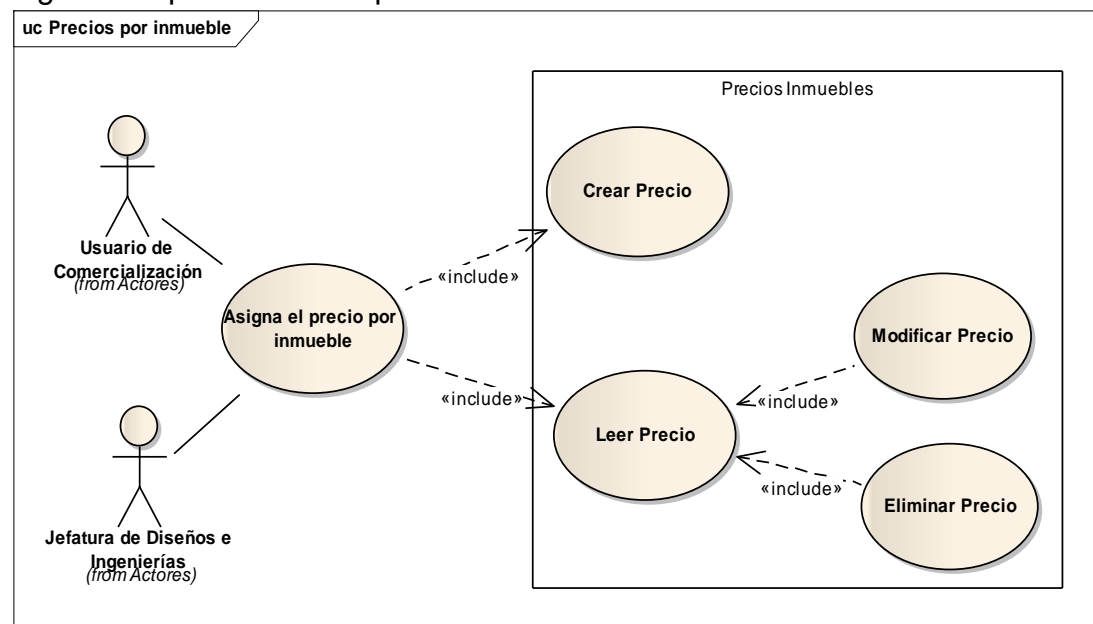 uc Precios por inmueble
Precios Inmuebles
Crear Precio
Usuario de
Comercialización
(from Actores)
«include»
Asigna el precio por
inmueble
Modificar Precio
«include»
«include»
Leer Precio
«include»
Eliminar Precio
Jefatura de Diseños e
Ingenierías
(from Actores)